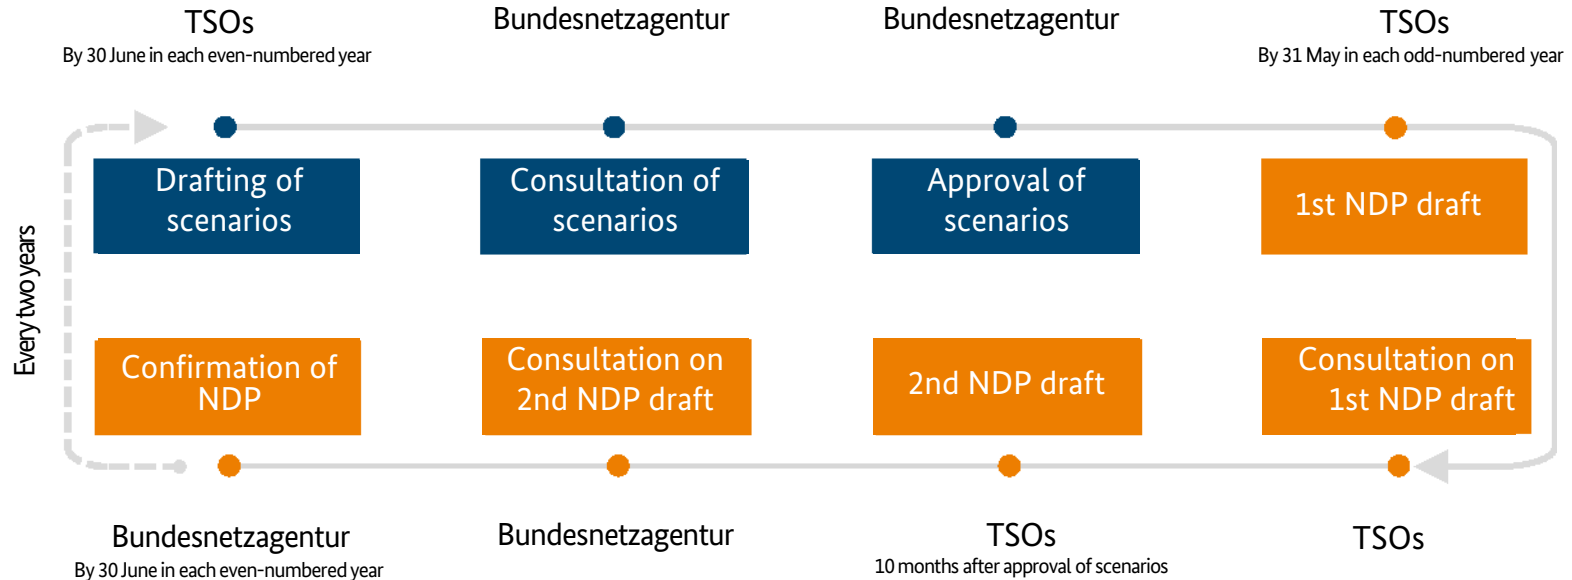 TSOs
By 30 June in each even-numbered year
Bundesnetzagentur
Bundesnetzagentur
TSOs
By 31 May in each odd-numbered year
Drafting of
scenarios
Consultation of
scenarios
Approval of
scenarios
1st NDP draft
Every two years
Confirmation of
NDP
Consultation on
2nd NDP draft
2nd NDP draft
Consultation on
1st NDP draft
Bundesnetzagentur
By 30 June in each even-numbered year
Bundesnetzagentur
TSOs
10 months after approval of scenarios
TSOs